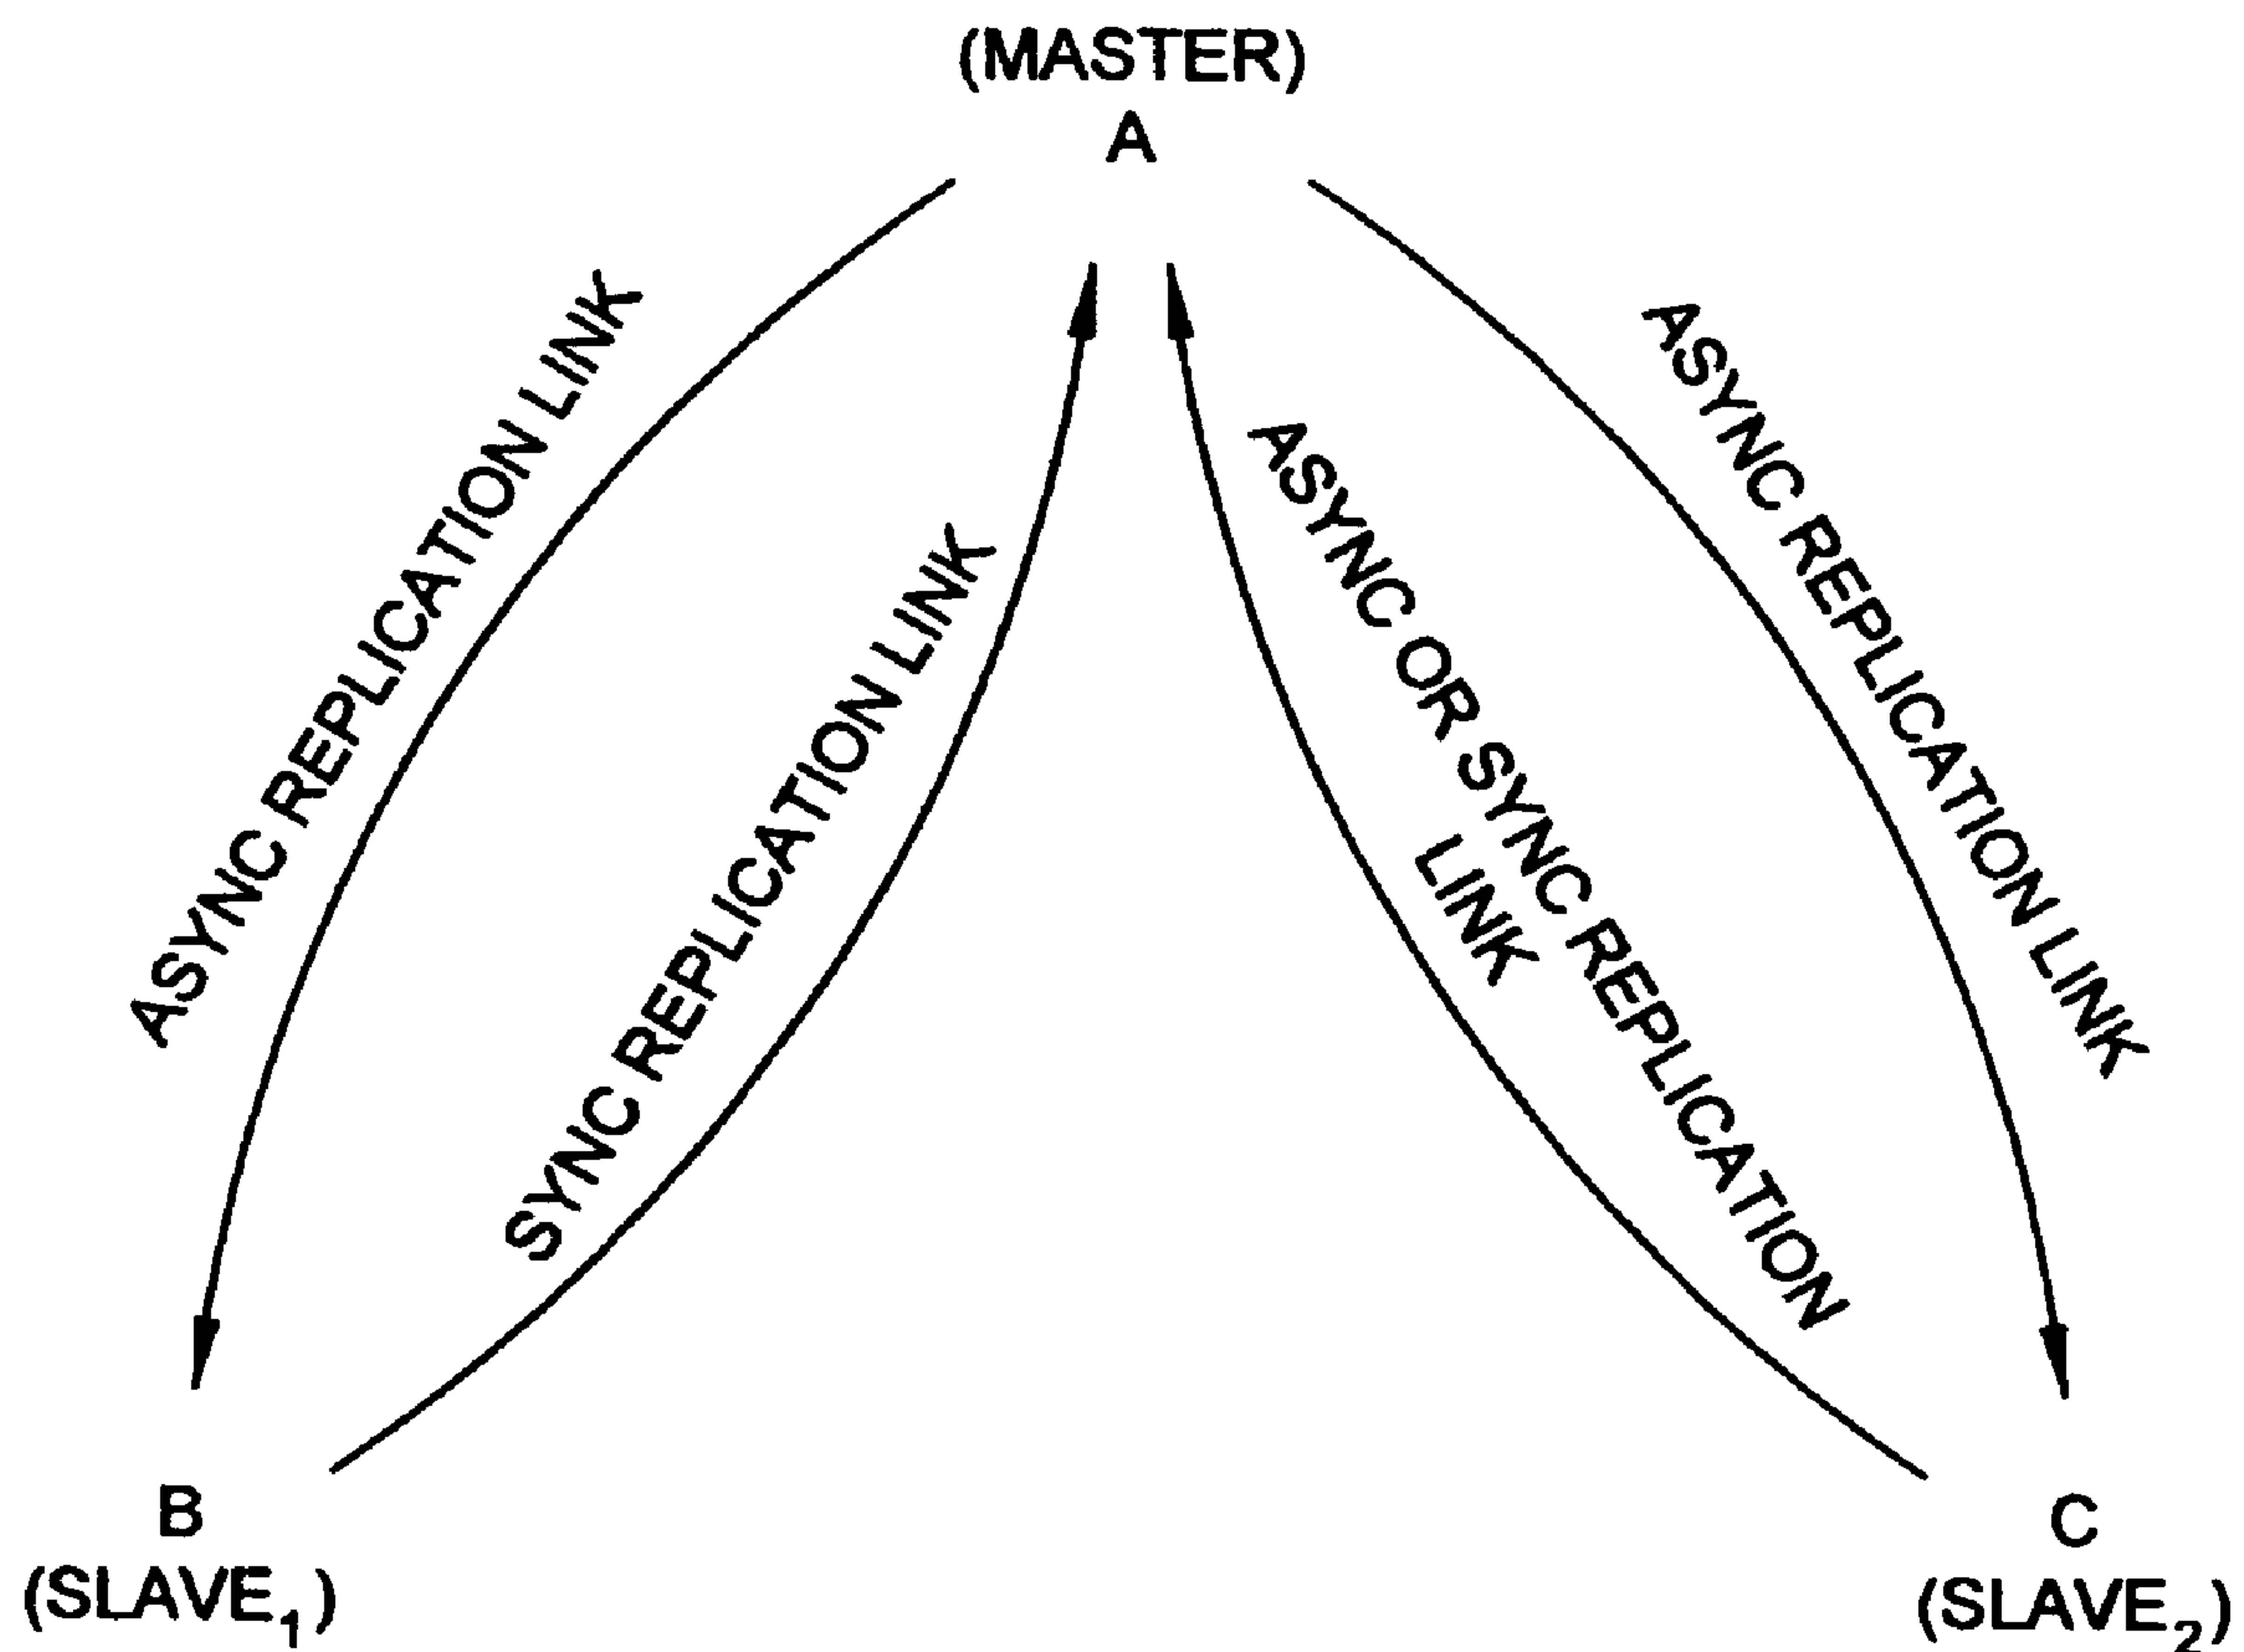 (MASTER)
A
ASYNC REPLICATION LINK
SYNC REPLICATION LINK
ASYNC OR SYNC REPLICATION
LINK
ASYNC REPLICATION LINK
B
(SLAVE₁)
C
(SLAVE₂)